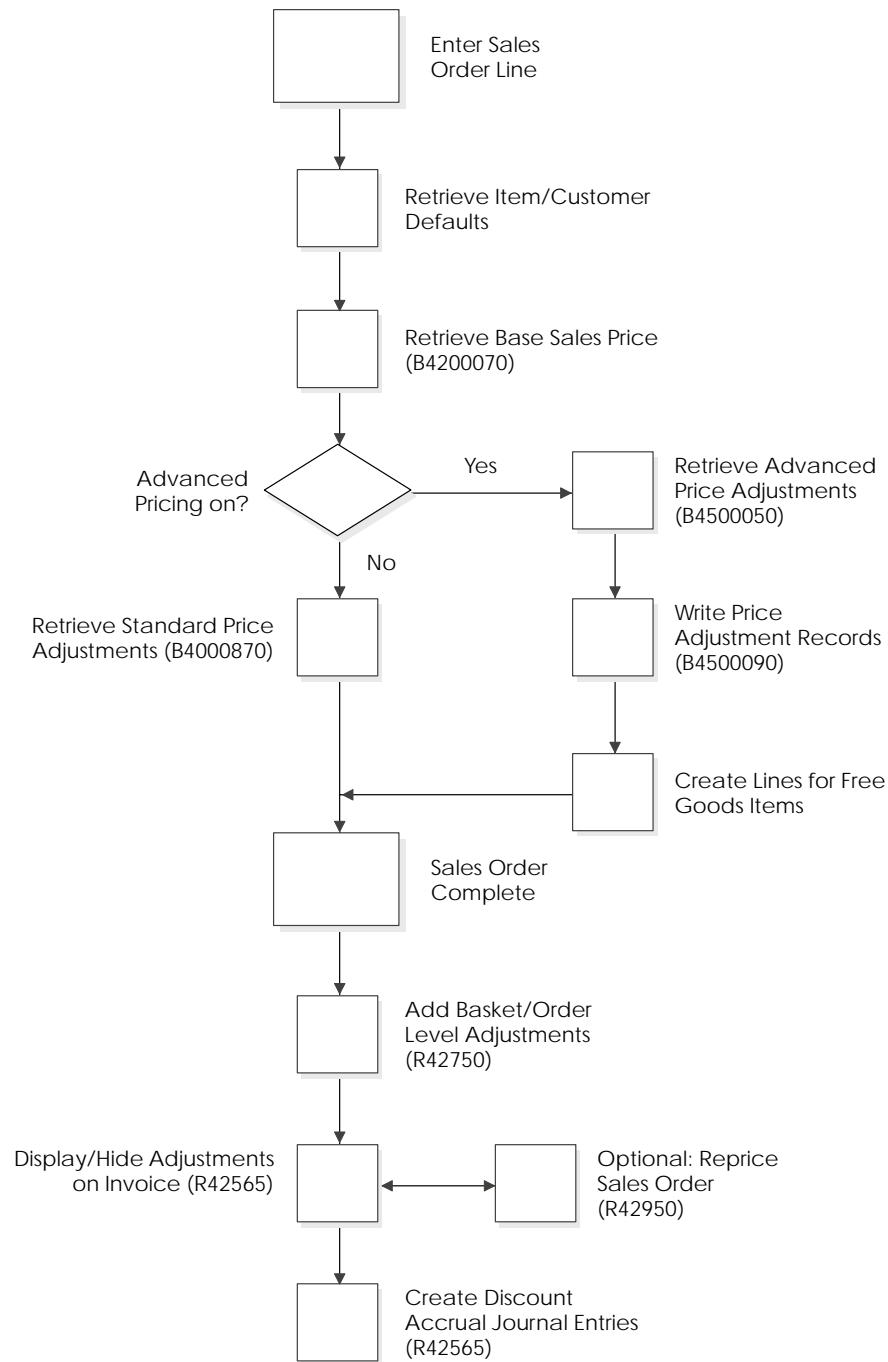 Enter Sales
Order Line
Retrieve Item/Customer
Defaults
Retrieve Base Sales Price
(B4200070)
Advanced
Pricing on?
Yes
Retrieve Advanced
Price Adjustments
(B4500050)
No
Retrieve Standard Price
Adjustments (B4000870)
Write Price
Adjustment Records
(B4500090)
Create Lines for Free
Goods Items
Sales Order
Complete
Add Basket/Order
Level Adjustments
(R42750)
Display/Hide Adjustments
on Invoice (R42565)
Optional: Reprice
Sales Order
(R42950)
Create Discount
Accrual Journal Entries
(R42565)